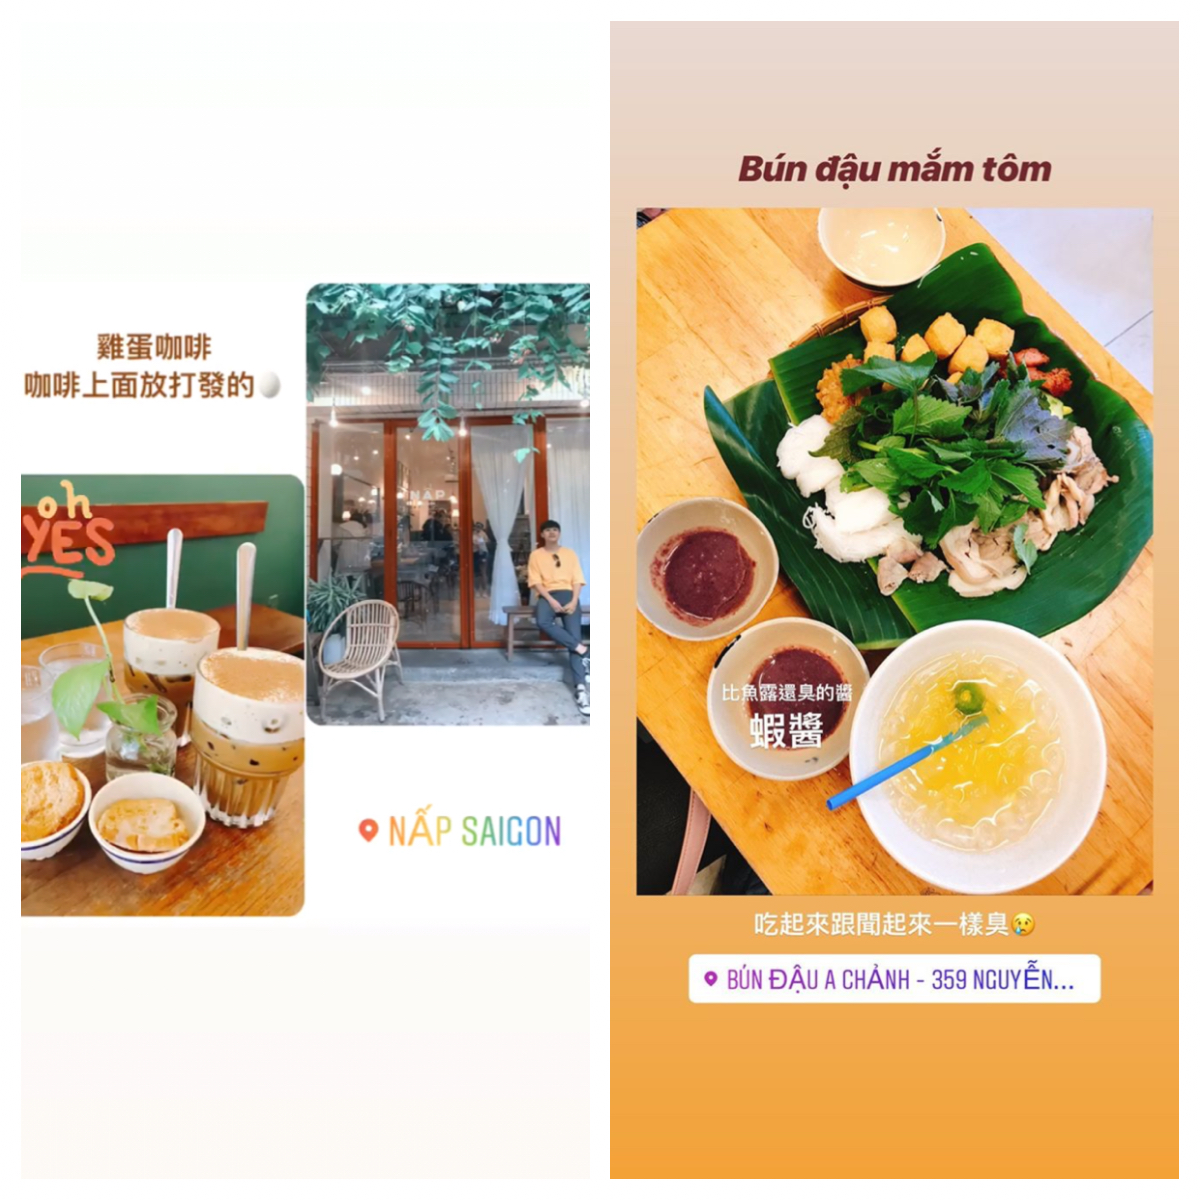 雞蛋咖啡
咖啡上面放打發的🥚
oh
YES
NẤP
NẤP SAIGON
Bún đậu mắm tôm
比魚露還臭的醬
蝦醬
吃起來跟聞起來一樣臭😢
BÚN ĐẬU A CHẢNH - 359 NGUYỄN...